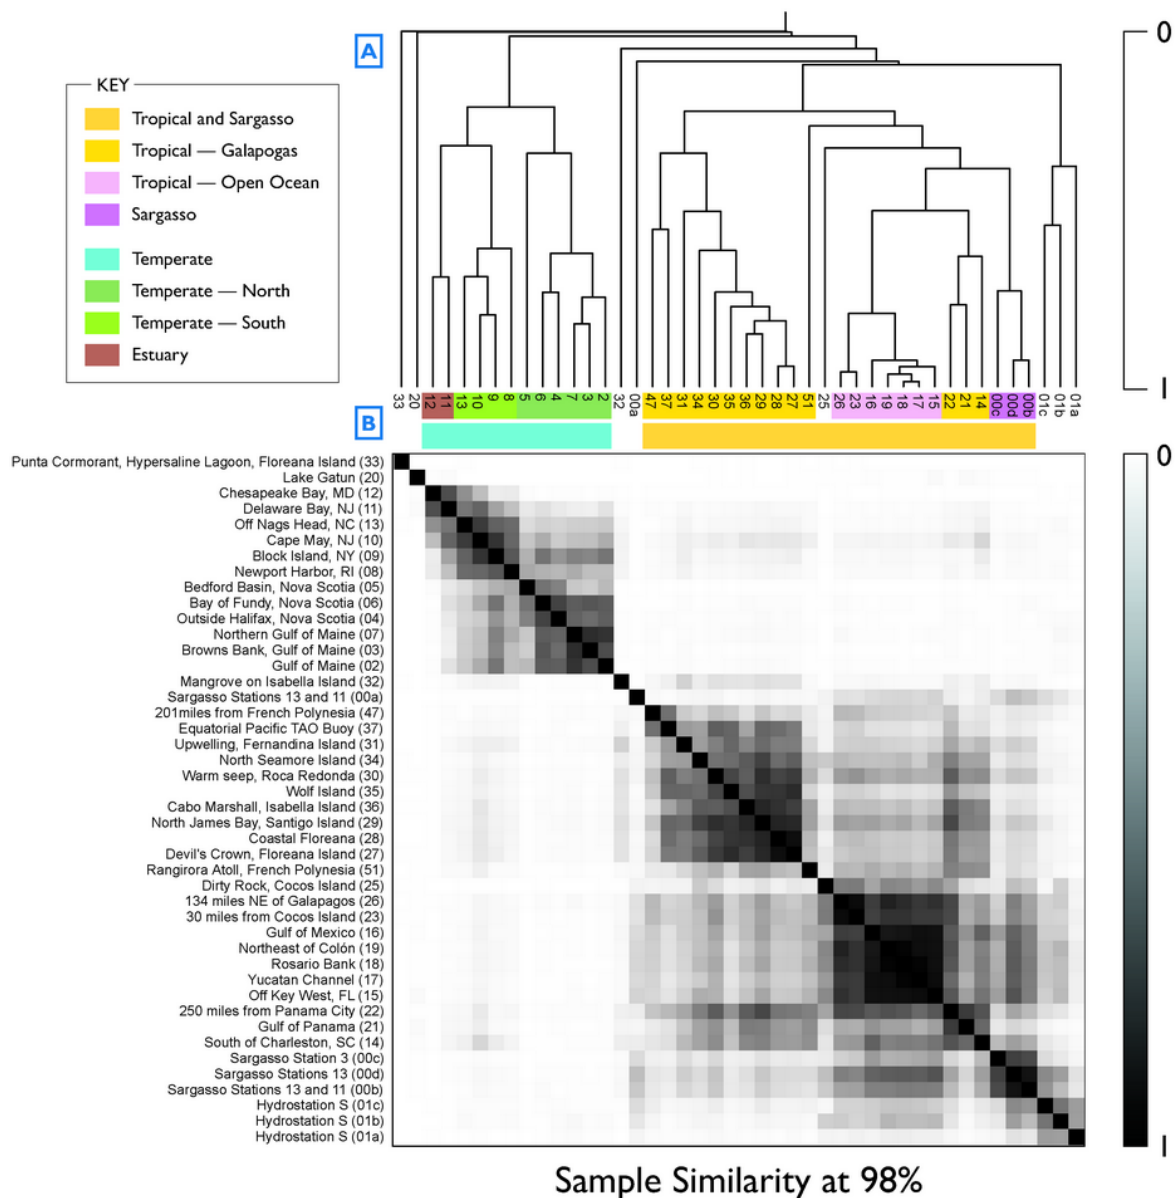 A
0
KEY
Tropical and Sargasso
Tropical — Galapogas
Tropical — Open Ocean
Sargasso
Temperate
Temperate — North
Temperate — South
Estuary
1
33 20 12 11 13 10 9 8 5 6 4 7 3 2 32 00a 47 37 31 34 30 35 36 29 28 27 51 25 26 23 16 19 18 17 15 22 21 14 00c 00d 00b 01c 01b 01a
B
0
Punta Cormorant, Hypersaline Lagoon, Floreana Island (33)
Lake Gatun (20)
Chesapeake Bay, MD (12)
Delaware Bay, NJ (11)
Off Nags Head, NC (13)
Cape May, NJ (10)
Block Island, NY (09)
Newport Harbor, RI (08)
Bedford Basin, Nova Scotia (05)
Bay of Fundy, Nova Scotia (06)
Outside Halifax, Nova Scotia (04)
Northern Gulf of Maine (07)
Browns Bank, Gulf of Maine (03)
Gulf of Maine (02)
Mangrove on Isabella Island (32)
Sargasso Stations 13 and 11 (00a)
201miles from French Polynesia (47)
Equatorial Pacific TAO Buoy (37)
Upwelling, Fernandina Island (31)
North Seamore Island (34)
Warm seep, Roca Redonda (30)
Wolf Island (35)
Cabo Marshall, Isabella Island (36)
North James Bay, Santigo Island (29)
Coastal Floreana (28)
Devil's Crown, Floreana Island (27)
Rangirora Atoll, French Polynesia (51)
Dirty Rock, Cocos Island (25)
134 miles NE of Galapagos (26)
30 miles from Cocos Island (23)
Gulf of Mexico (16)
Northeast of Colón (19)
Rosario Bank (18)
Yucatan Channel (17)
Off Key West, FL (15)
250 miles from Panama City (22)
Gulf of Panama (21)
South of Charleston, SC (14)
Sargasso Station 3 (00c)
Sargasso Stations 13 (00d)
Sargasso Stations 13 and 11 (00b)
Hydrostation S (01c)
Hydrostation S (01b)
Hydrostation S (01a)
1
Sample Similarity at 98%